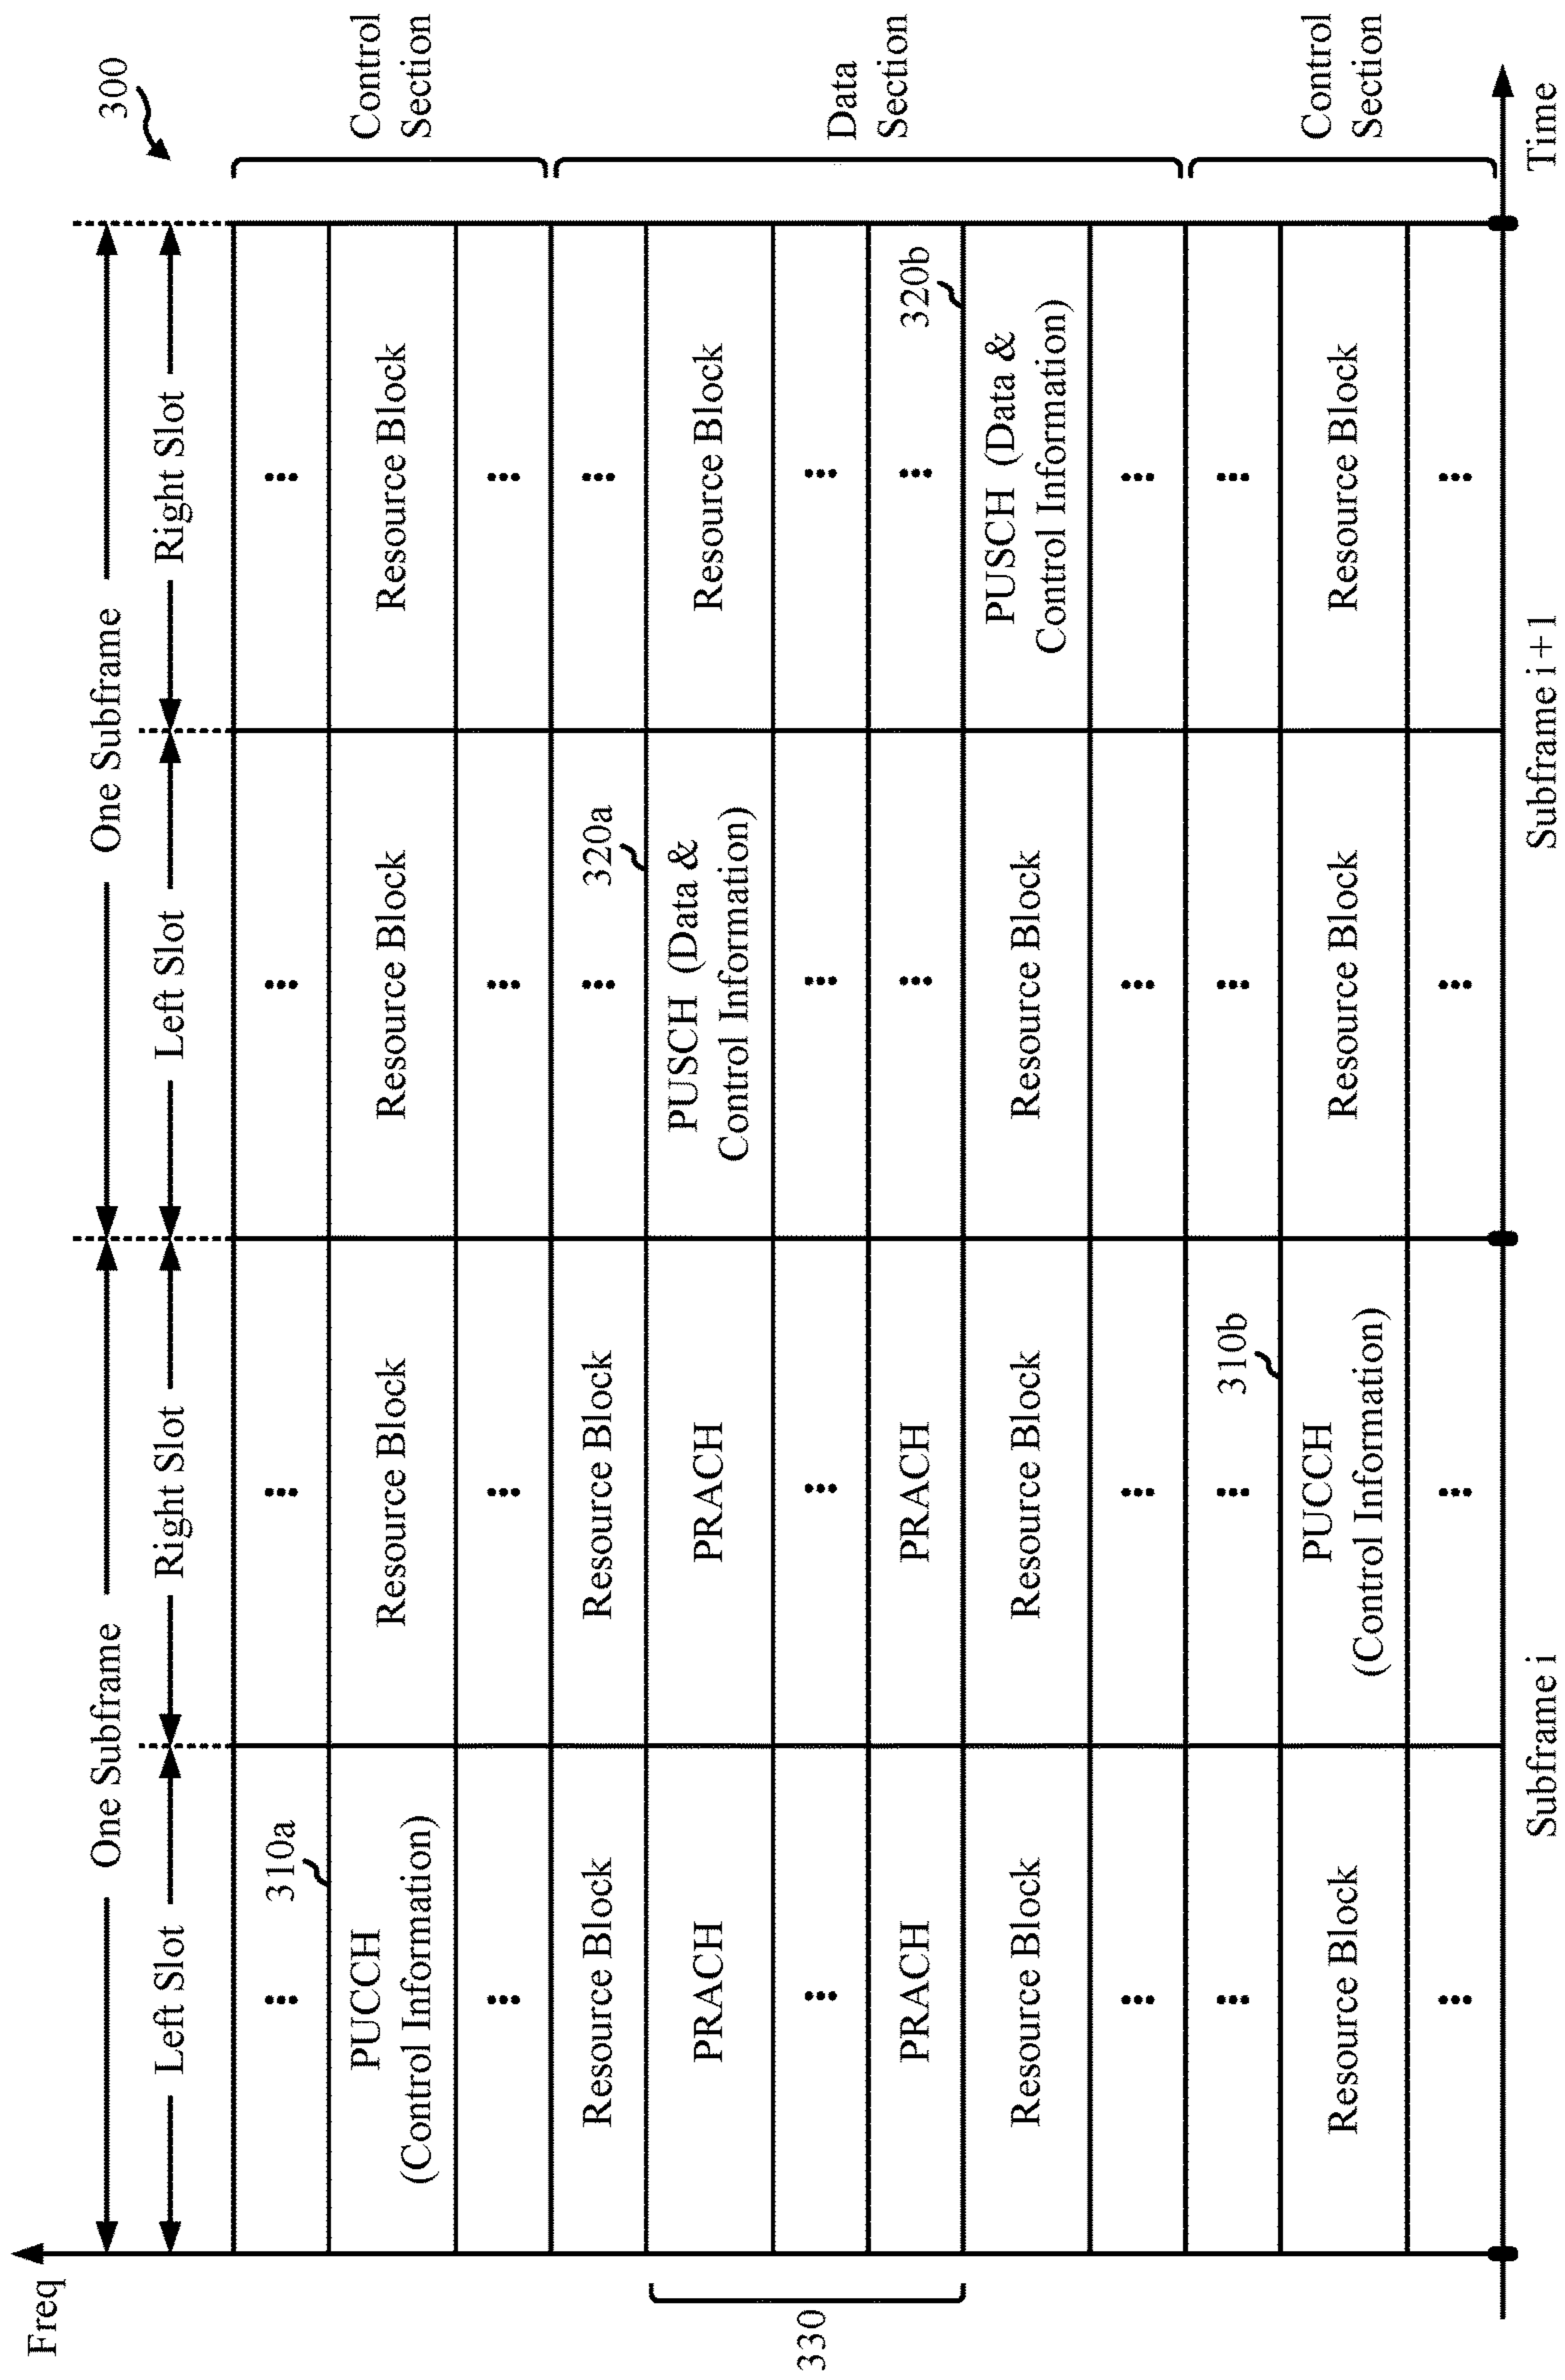 300
Freq
One Subframe
One Subframe
Left Slot
Right Slot
Left Slot
Right Slot
310a
PUCCH
(Control Information)
Resource Block
Resource Block
Resource Block
Control
Section
Resource Block
Resource Block
320a
330
PRACH
PRACH
PUSCH (Data &
Control Information)
Resource Block
Data
Section
PRACH
PRACH
320b
Resource Block
Resource Block
Resource Block
PUSCH (Data &
Control Information)
310b
Resource Block
PUCCH
(Control Information)
Resource Block
Resource Block
Control
Section
Subframe i
Subframe i + 1
Time